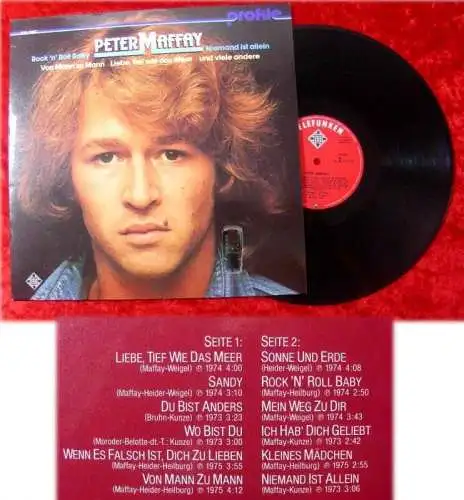 profile
PETER MAFFAY
Rock 'n' Roll Baby Niemand ist allein
Von Mann zu Mann · Liebe, tief wie das Meer · und viele andere
TELEFUNKEN
SEITE 1:
LIEBE, TIEF WIE DAS MEER
(Maffay-Weigel) ℗ 1974 4:00
SANDY
(Maffay-Heider-Weigel) ℗ 1974 3:10
DU BIST ANDERS
(Bruhn-Kunze) ℗ 1973 3:23
WO BIST DU
(Moroder-Belotte-dt.-T.: Kunze) ℗ 1973 3:00
WENN ES FALSCH IST, DICH ZU LIEBEN
(Maffay-Heider-Heilburg) ℗ 1975 3:55
VON MANN ZU MANN
(Maffay-Heider-Heilburg) ℗ 1975 4:12
SEITE 2:
SONNE UND ERDE
(Heider-Weigel) ℗ 1974 4:08
ROCK 'N' ROLL BABY
(Maffay-Heilburg) ℗ 1974 2:50
MEIN WEG ZU DIR
(Maffay-Weigel) ℗ 1974 3:43
ICH HAB' DICH GELIEBT
(Maffay-Kunze) ℗ 1973 2:42
KLEINES MÄDCHEN
(Maffay-Heilburg) ℗ 1975 2:55
NIEMAND IST ALLEIN
(Maffay-Kunze) ℗ 1973 3:06